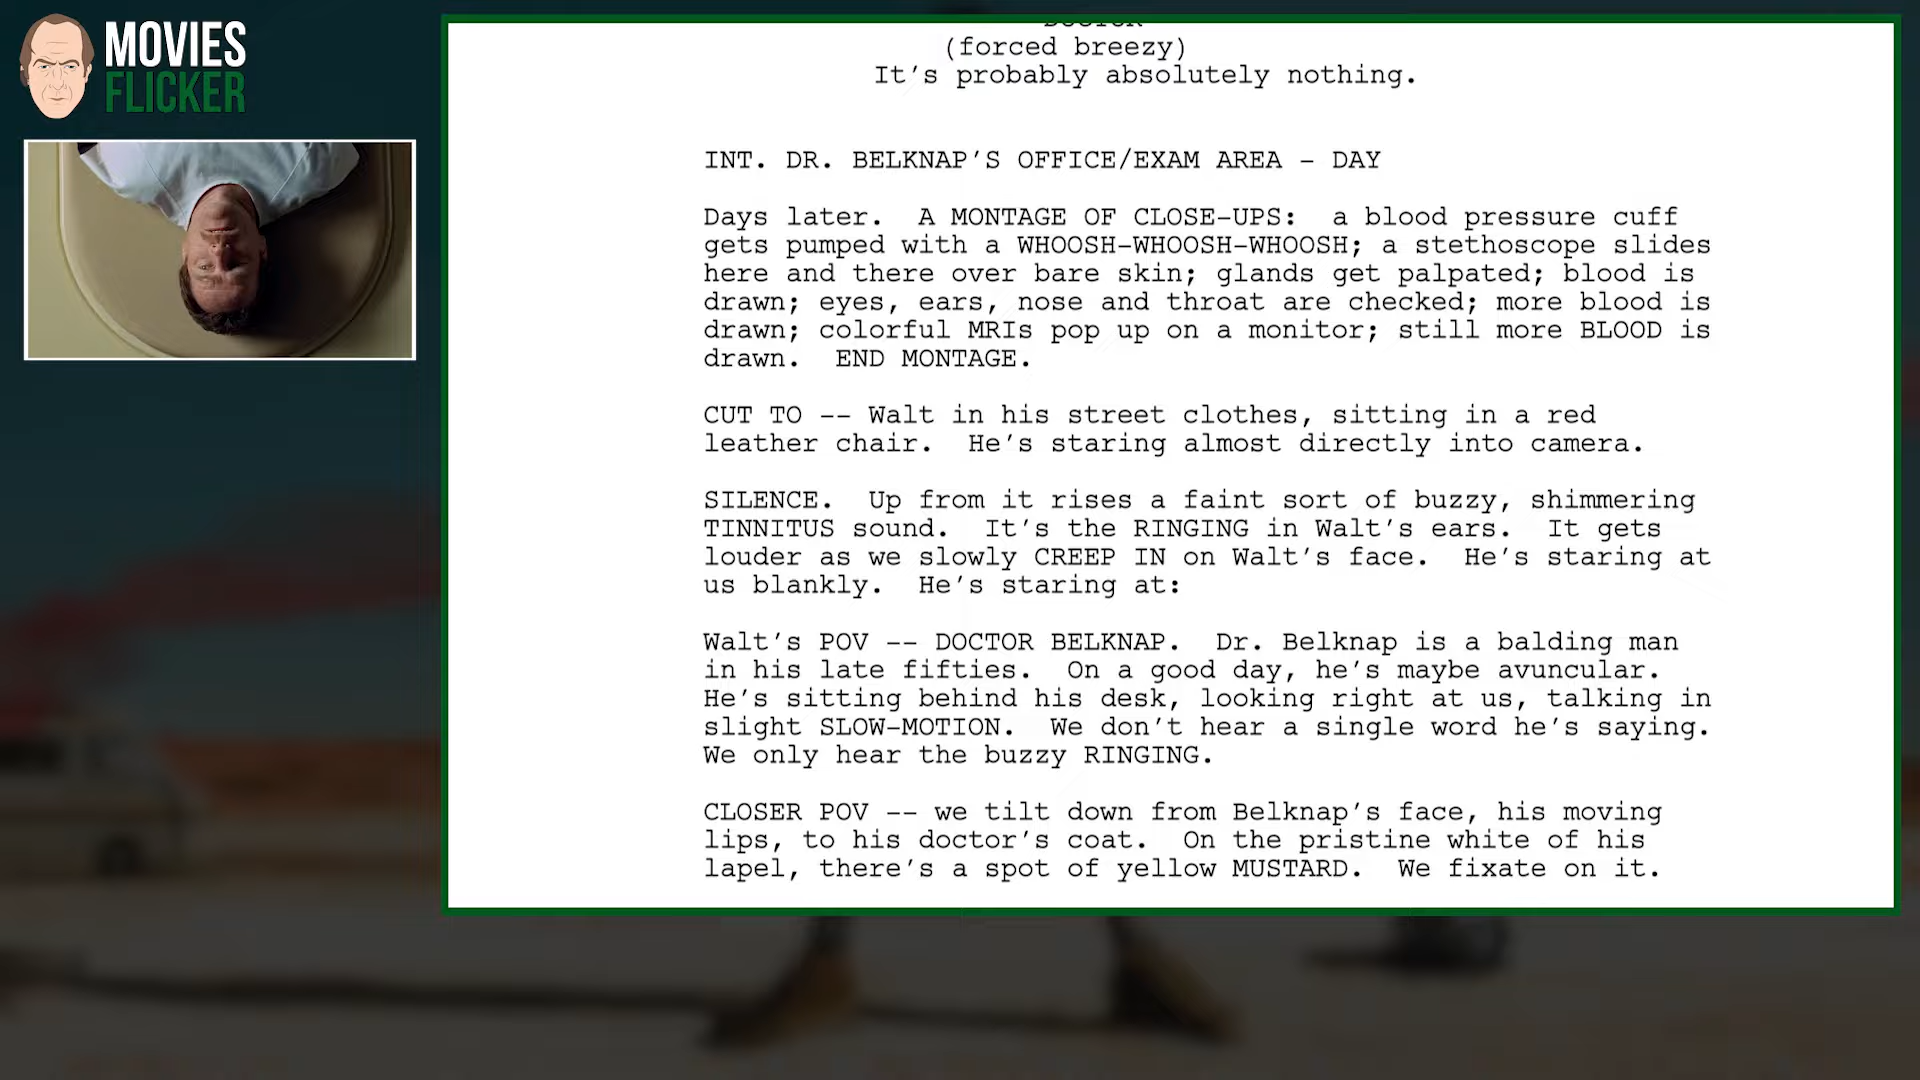 MOVIES
FLICKER
DOCTOR
(forced breezy)
It's probably absolutely nothing.
INT. DR. BELKNAP'S OFFICE/EXAM AREA - DAY
Days later. A MONTAGE OF CLOSE-UPS: a blood pressure cuff
gets pumped with a WHOOSH-WHOOSH-WHOOSH; a stethoscope slides
here and there over bare skin; glands get palpated; blood is
drawn; eyes, ears, nose and throat are checked; more blood is
drawn; colorful MRIs pop up on a monitor; still more BLOOD is
drawn. END MONTAGE.
CUT TO -- Walt in his street clothes, sitting in a red
leather chair. He's staring almost directly into camera.
SILENCE. Up from it rises a faint sort of buzzy, shimmering
TINNITUS sound. It's the RINGING in Walt's ears. It gets
louder as we slowly CREEP IN on Walt's face. He's staring at
us blankly. He's staring at:
Walt's POV -- DOCTOR BELKNAP. Dr. Belknap is a balding man
in his late fifties. On a good day, he's maybe avuncular.
He's sitting behind his desk, looking right at us, talking in
slight SLOW-MOTION. We don't hear a single word he's saying.
We only hear the buzzy RINGING.
CLOSER POV -- we tilt down from Belknap's face, his moving
lips, to his doctor's coat. On the pristine white of his
lapel, there's a spot of yellow MUSTARD. We fixate on it.